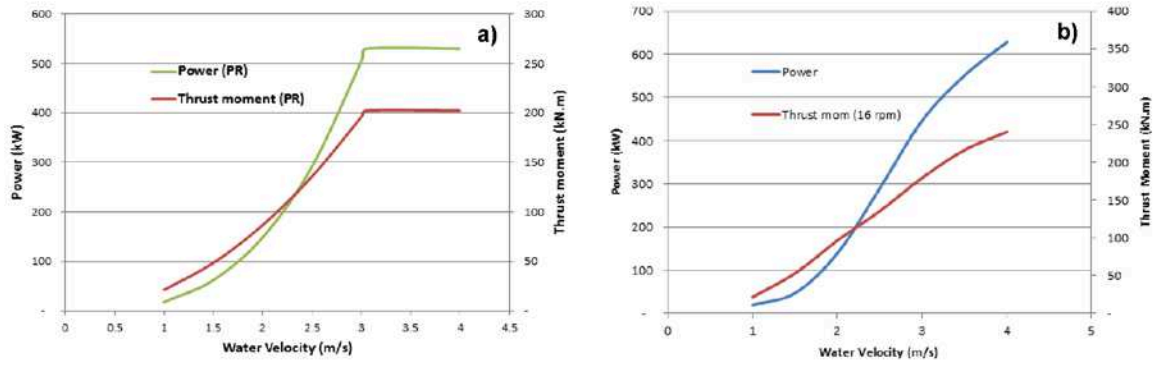 a)
600
500
400
300
200
100
-
Power (kW)
300
250
200
150
100
50
-
Thrust moment (kN.m)
Power (PR)
Thrust moment (PR)
0 0.5 1 1.5 2 2.5 3 3.5 4 4.5
Water Velocity (m/s)
b)
700
600
500
400
300
200
100
-
Power (kW)
400
350
300
250
200
150
100
50
-
Thrust Moment (kN.m)
Power
Thrust mom (16 rpm)
0 1 2 3 4 5
Water Velocity (m/s)